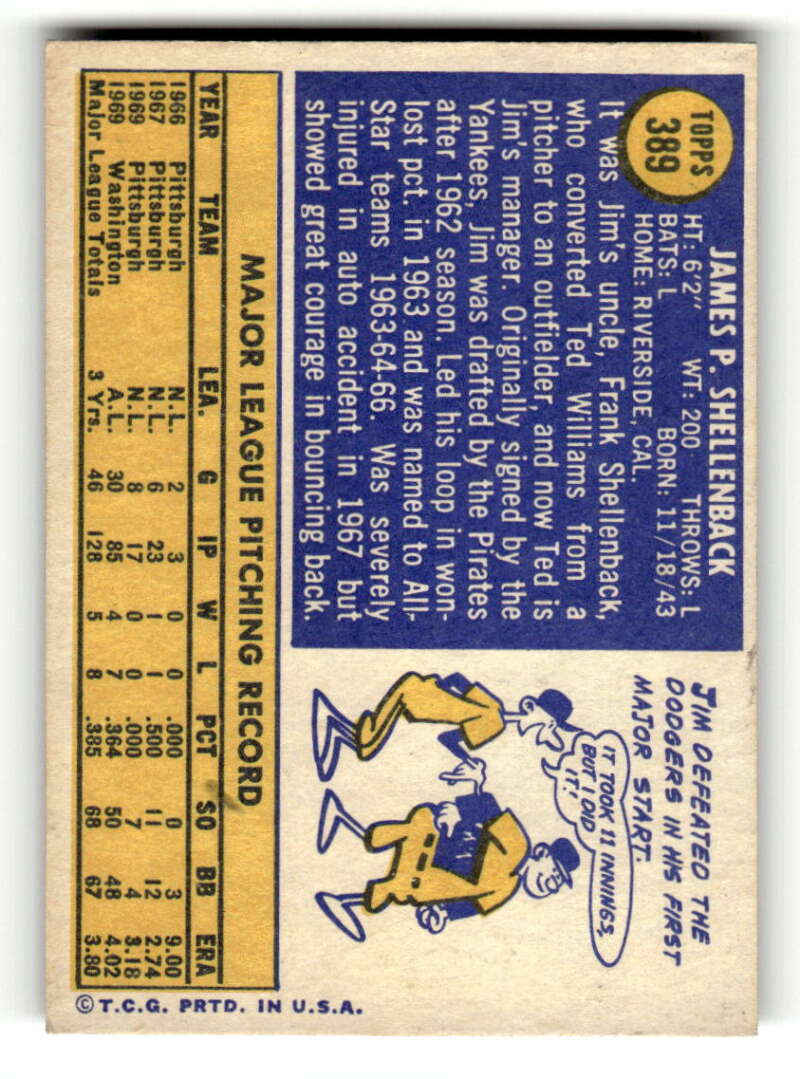 TOPPS
389
JAMES P. SHELLENBACK
HT: 6'2" WT: 200 THROWS: L
BATS: L BORN: 11/18/43
HOME: RIVERSIDE, CAL.
It was Jim's uncle, Frank Shellenback,
who converted Ted Williams from a
pitcher to an outfielder, and now Ted is
Jim's manager. Originally signed by the
Yankees, Jim was drafted by the Pirates
after 1962 season. Led his loop in won-
lost pct. in 1963 and was named to All-
Star teams 1963-64-66. Was severely
injured in auto accident in 1967 but
showed great courage in bouncing back.
JIM DEFEATED THE
DODGERS IN HIS FIRST
MAJOR START.
IT TOOK 11 INNINGS,
BUT I DID
IT!
MAJOR LEAGUE PITCHING RECORD
YEAR TEAM LEA. G IP W L PCT SO BB ERA
1966 Pittsburgh N.L. 2 3 0 0 .000 0 3 9.00
1967 Pittsburgh N.L. 6 23 1 1 .500 11 12 2.74
1969 Pittsburgh N.L. 8 17 0 0 .000 7 4 3.18
1969 Washington A.L. 30 85 4 7 .364 50 48 4.02
Major League Totals 3 Yrs. 46 128 5 8 .385 68 67 3.80
© T.C.G. PRTD. IN U.S.A.